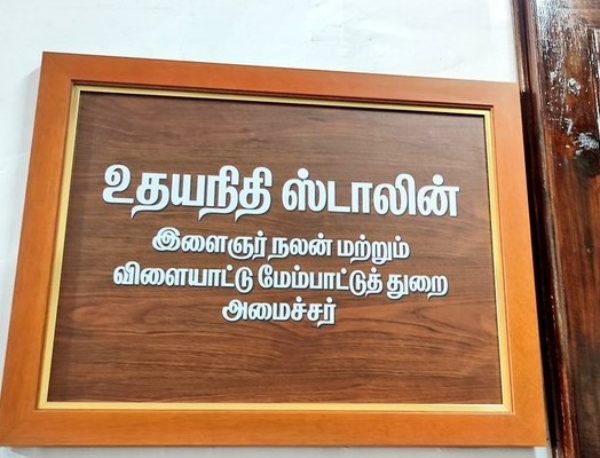 உதயநிதி ஸ்டாலின்
இளைஞர் நலன் மற்றும்
விளையாட்டு மேம்பாட்டுத் துறை
அமைச்சர்